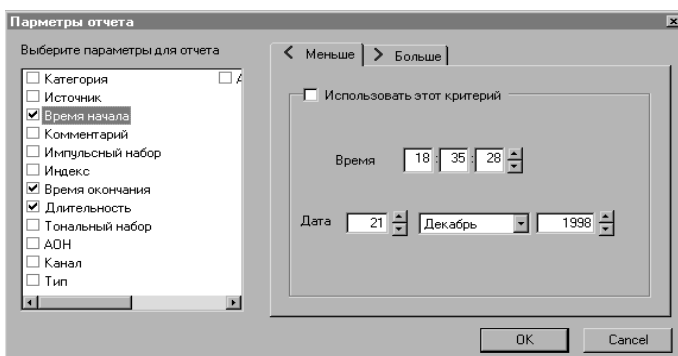 Парметры отчета
Выберите параметры для отчета
Категория
Источник
Время начала
Комментарий
Импульсный набор
Индекс
Время окончания
Длительность
Тональный набор
АОН
Канал
Тип
< Меньше
> Больше
Использовать этот критерий
Время 18 : 35 : 28
Дата 21 Декабрь 1998
OK Cancel